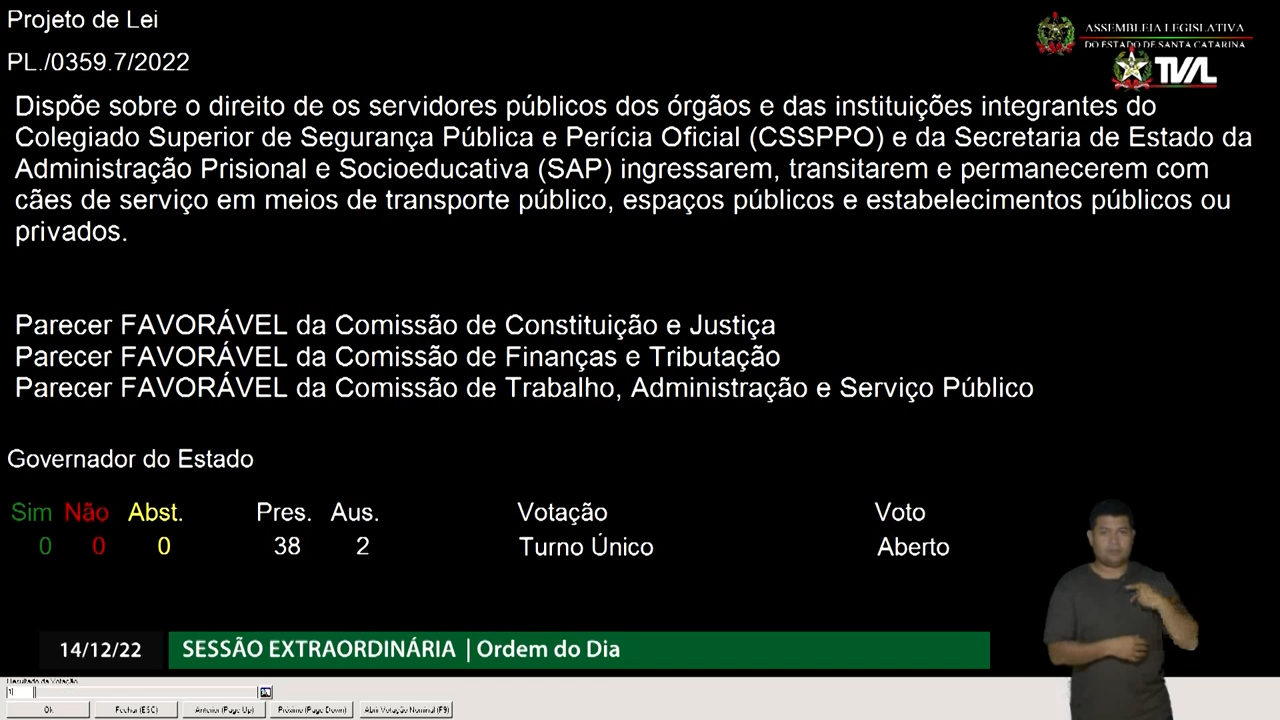 Projeto de Lei
ASSEMBLEIA LEGISLATIVA
DO ESTADO DE SANTA CATARINA
PL./0359.7/2022
TVAL
Dispõe sobre o direito de os servidores públicos dos órgãos e das instituições integrantes do
Colegiado Superior de Segurança Pública e Perícia Oficial (CSSPPO) e da Secretaria de Estado da
Administração Prisional e Socioeducativa (SAP) ingressarem, transitarem e permanecerem com
cães de serviço em meios de transporte público, espaços públicos e estabelecimentos públicos ou
privados.
Parecer FAVORÁVEL da Comissão de Constituição e Justiça
Parecer FAVORÁVEL da Comissão de Finanças e Tributação
Parecer FAVORÁVEL da Comissão de Trabalho, Administração e Serviço Público
Governador do Estado
Sim Não Abst. Pres. Aus. Votação Voto
0 0 0 38 2 Turno Único Aberto
14/12/22 SESSÃO EXTRAORDINÁRIA | Ordem do Dia
Resultado da Votação
Ok Fechar (ESC) Anterior (Page Up) Próximo (Page Down) Abrir Votação Nominal (F9)